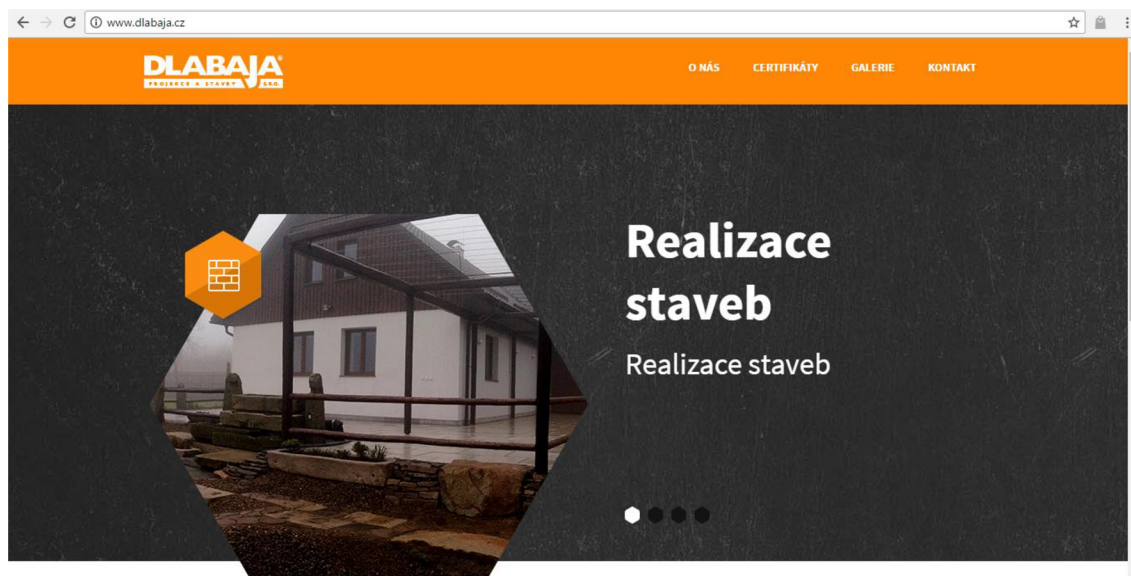 www.dlabaja.cz
DLABAJA
PROJEKCE A STAVBY S.R.O.
O NÁS CERTIFIKÁTY GALERIE KONTAKT
Realizace
staveb
Realizace staveb